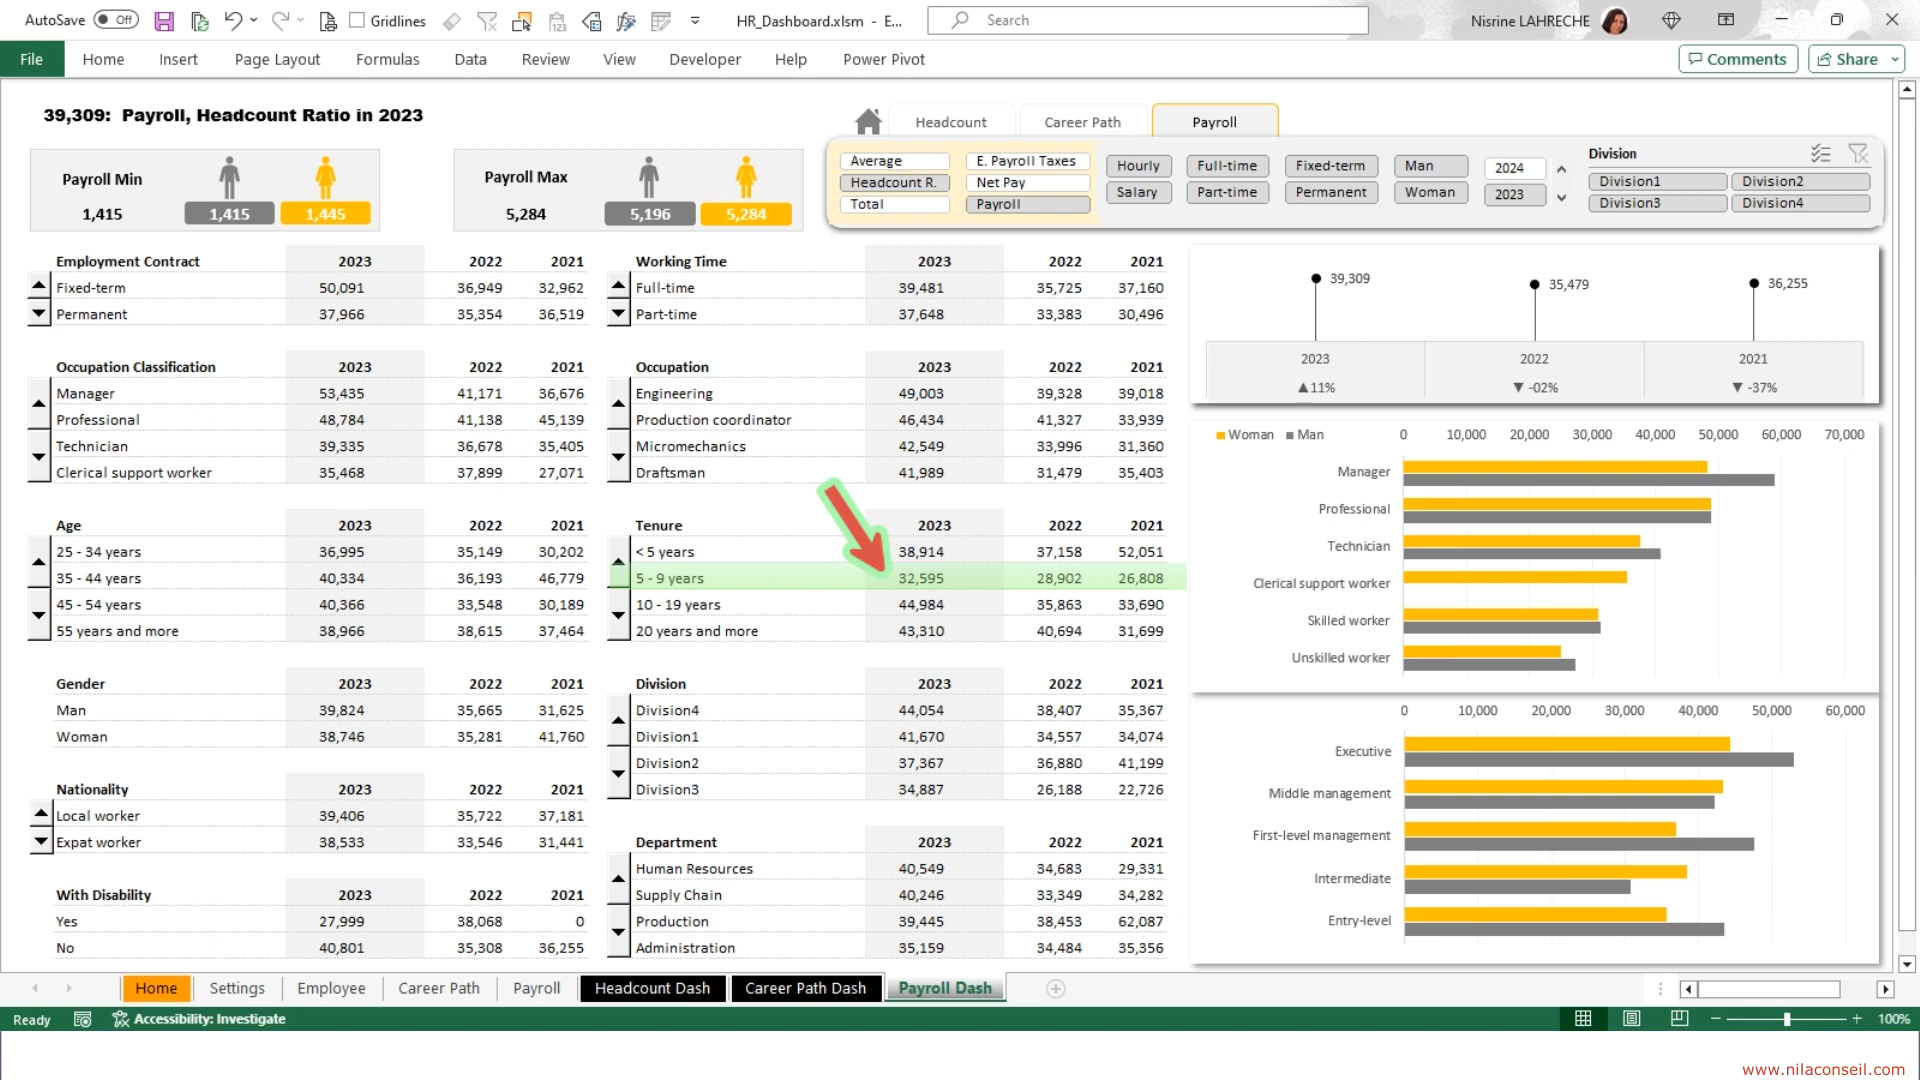 AutoSave Off Gridlines HR_Dashboard.xlsm - E... Search Nisrine LAHRECHE
File Home Insert Page Layout Formulas Data Review View Developer Help Power Pivot Comments Share
39,309: Payroll, Headcount Ratio in 2023
Headcount Career Path Payroll
Payroll Min
1,415 1,415 1,445
Payroll Max
5,284 5,196 5,284
Average E. Payroll Taxes
Headcount R. Net Pay
Total Payroll
Hourly Full-time Fixed-term Man 2024
Salary Part-time Permanent Woman 2023
Division
Division1 Division2
Division3 Division4
Employment Contract 2023 2022 2021
Fixed-term 50,091 36,949 32,962
Permanent 37,966 35,354 36,519
Working Time 2023 2022 2021
Full-time 39,481 35,725 37,160
Part-time 37,648 33,383 30,496
Occupation Classification 2023 2022 2021
Manager 53,435 41,171 36,676
Professional 48,784 41,138 45,139
Technician 39,335 36,678 35,405
Clerical support worker 35,468 37,899 27,071
Occupation 2023 2022 2021
Engineering 49,003 39,328 39,018
Production coordinator 46,434 41,327 33,939
Micromechanics 42,549 33,996 31,360
Draftsman 41,989 31,479 35,403
Age 2023 2022 2021
25 - 34 years 36,995 35,149 30,202
35 - 44 years 40,334 36,193 46,779
45 - 54 years 40,366 33,548 30,189
55 years and more 38,966 38,615 37,464
Tenure 2023 2022 2021
< 5 years 38,914 37,158 52,051
5 - 9 years 32,595 28,902 26,808
10 - 19 years 44,984 35,863 33,690
20 years and more 43,310 40,694 31,699
Gender 2023 2022 2021
Man 39,824 35,665 31,625
Woman 38,746 35,281 41,760
Division 2023 2022 2021
Division4 44,054 38,407 35,367
Division1 41,670 34,557 34,074
Division2 37,367 36,880 41,199
Division3 34,887 26,188 22,726
Nationality 2023 2022 2021
Local worker 39,406 35,722 37,181
Expat worker 38,533 33,546 31,441
Department 2023 2022 2021
Human Resources 40,549 34,683 29,331
Supply Chain 40,246 33,349 34,282
Production 39,445 38,453 62,087
Administration 35,159 34,484 35,356
With Disability 2023 2022 2021
Yes 27,999 38,068 0
No 40,801 35,308 36,255
39,309 35,479 36,255
2023 2022 2021
▲11% ▼ -02% ▼ -37%
Woman Man 0 10,000 20,000 30,000 40,000 50,000 60,000 70,000
Manager
Professional
Technician
Clerical support worker
Skilled worker
Unskilled worker
0 10,000 20,000 30,000 40,000 50,000 60,000
Executive
Middle management
First-level management
Intermediate
Entry-level
Home Settings Employee Career Path Payroll Headcount Dash Career Path Dash Payroll Dash
Ready Accessibility: Investigate 100%
www.nilaconseil.com